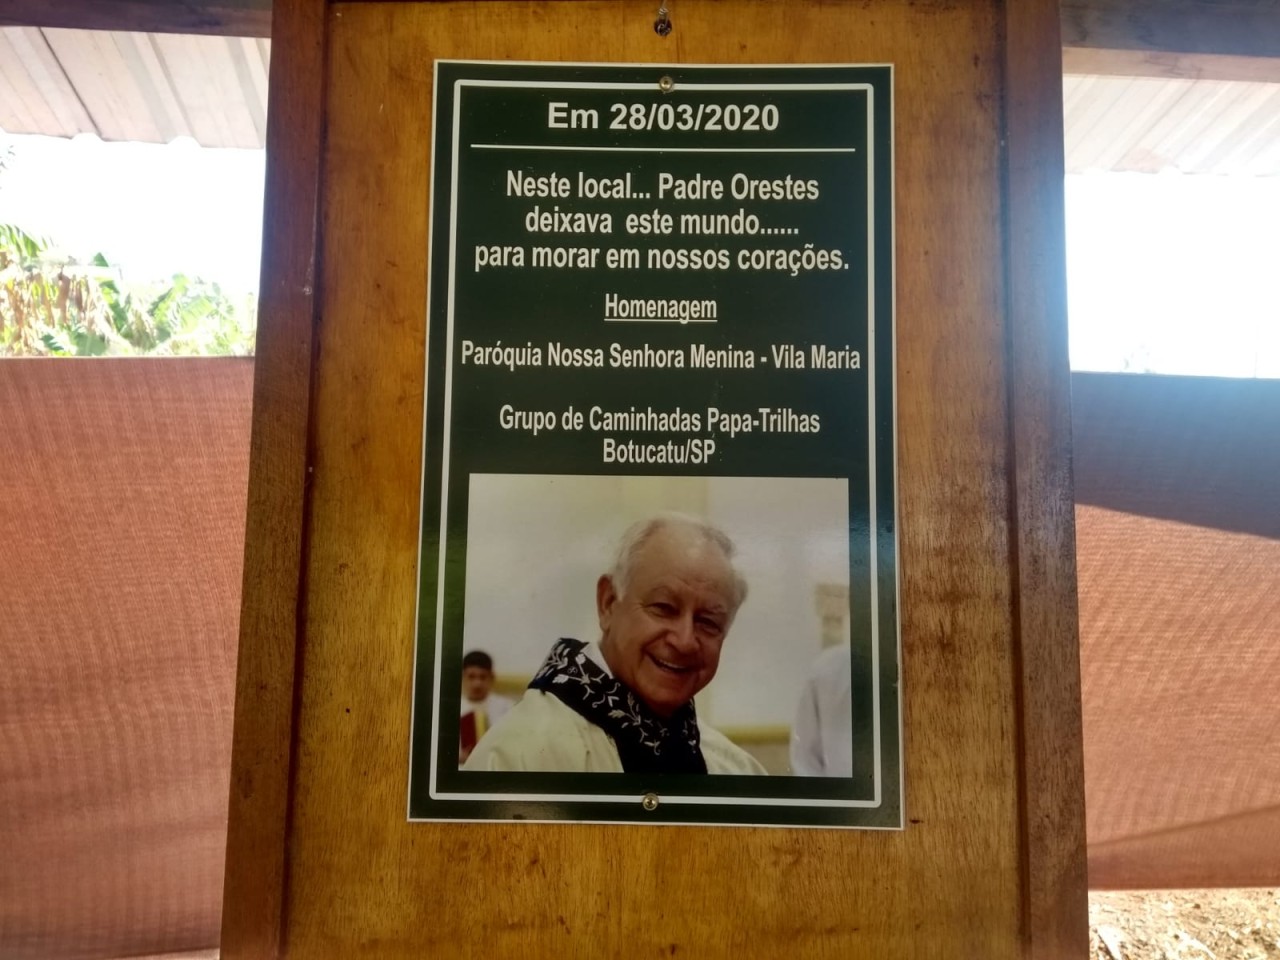 Em 28/03/2020
Neste local... Padre Orestes
deixava este mundo......
para morar em nossos corações.
Homenagem
Paróquia Nossa Senhora Menina - Vila Maria
Grupo de Caminhadas Papa-Trilhas
Botucatu/SP